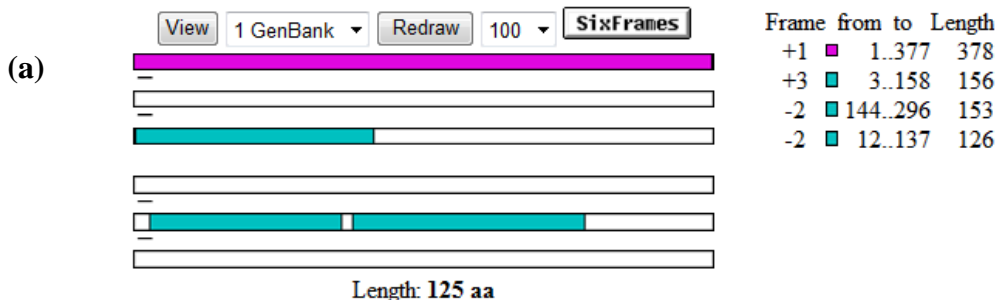 View 1 GenBank Redraw 100 SixFrames
(a)
Frame from to Length
+1 1..377 378
+3 3..158 156
-2 144..296 153
-2 12..137 126
Length: 125 aa